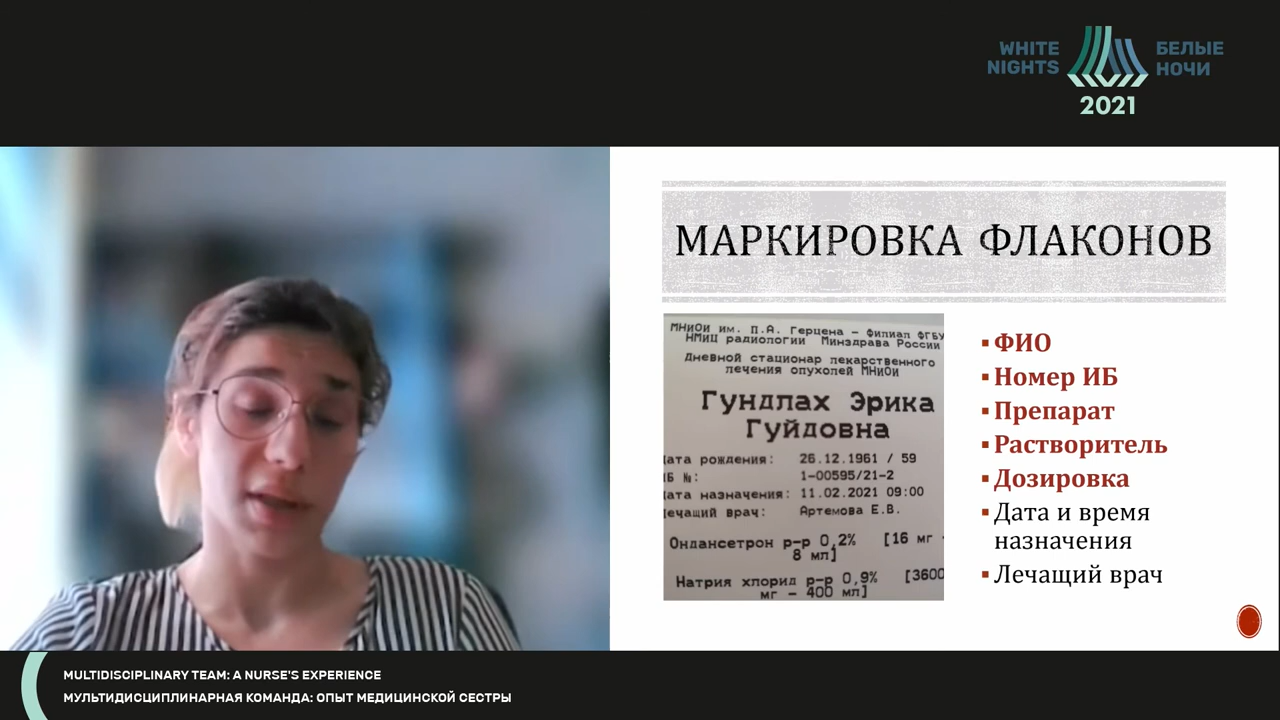 WHITE
NIGHTS
БЕЛЫЕ
НОЧИ
2021
МАРКИРОВКА ФЛАКОНОВ
МНИОИ им. П.А. Герцена - филиал ФГБУ
НМИЦ радиологии Минздрава России
Дневной стационар лекарственного
лечения опухолей МНИОИ
Гундлах Эрика
Гуйдовна
ата рождения: 26.12.1961 / 59
Б №: 1-00595/21-2
ата назначения: 11.02.2021 09:00
ечащий врач: Артемова Е.В.
Ондансетрон р-р 0,2% [16 мг -
8 мл]
Натрия хлорид р-р 0,9% [3600
мг - 400 мл]
▪ФИО
▪Номер ИБ
▪Препарат
▪Растворитель
▪Дозировка
▪Дата и время
назначения
▪Лечащий врач
MULTIDISCIPLINARY TEAM: A NURSE'S EXPERIENCE
МУЛЬТИДИСЦИПЛИНАРНАЯ КОМАНДА: ОПЫТ МЕДИЦИНСКОЙ СЕСТРЫ